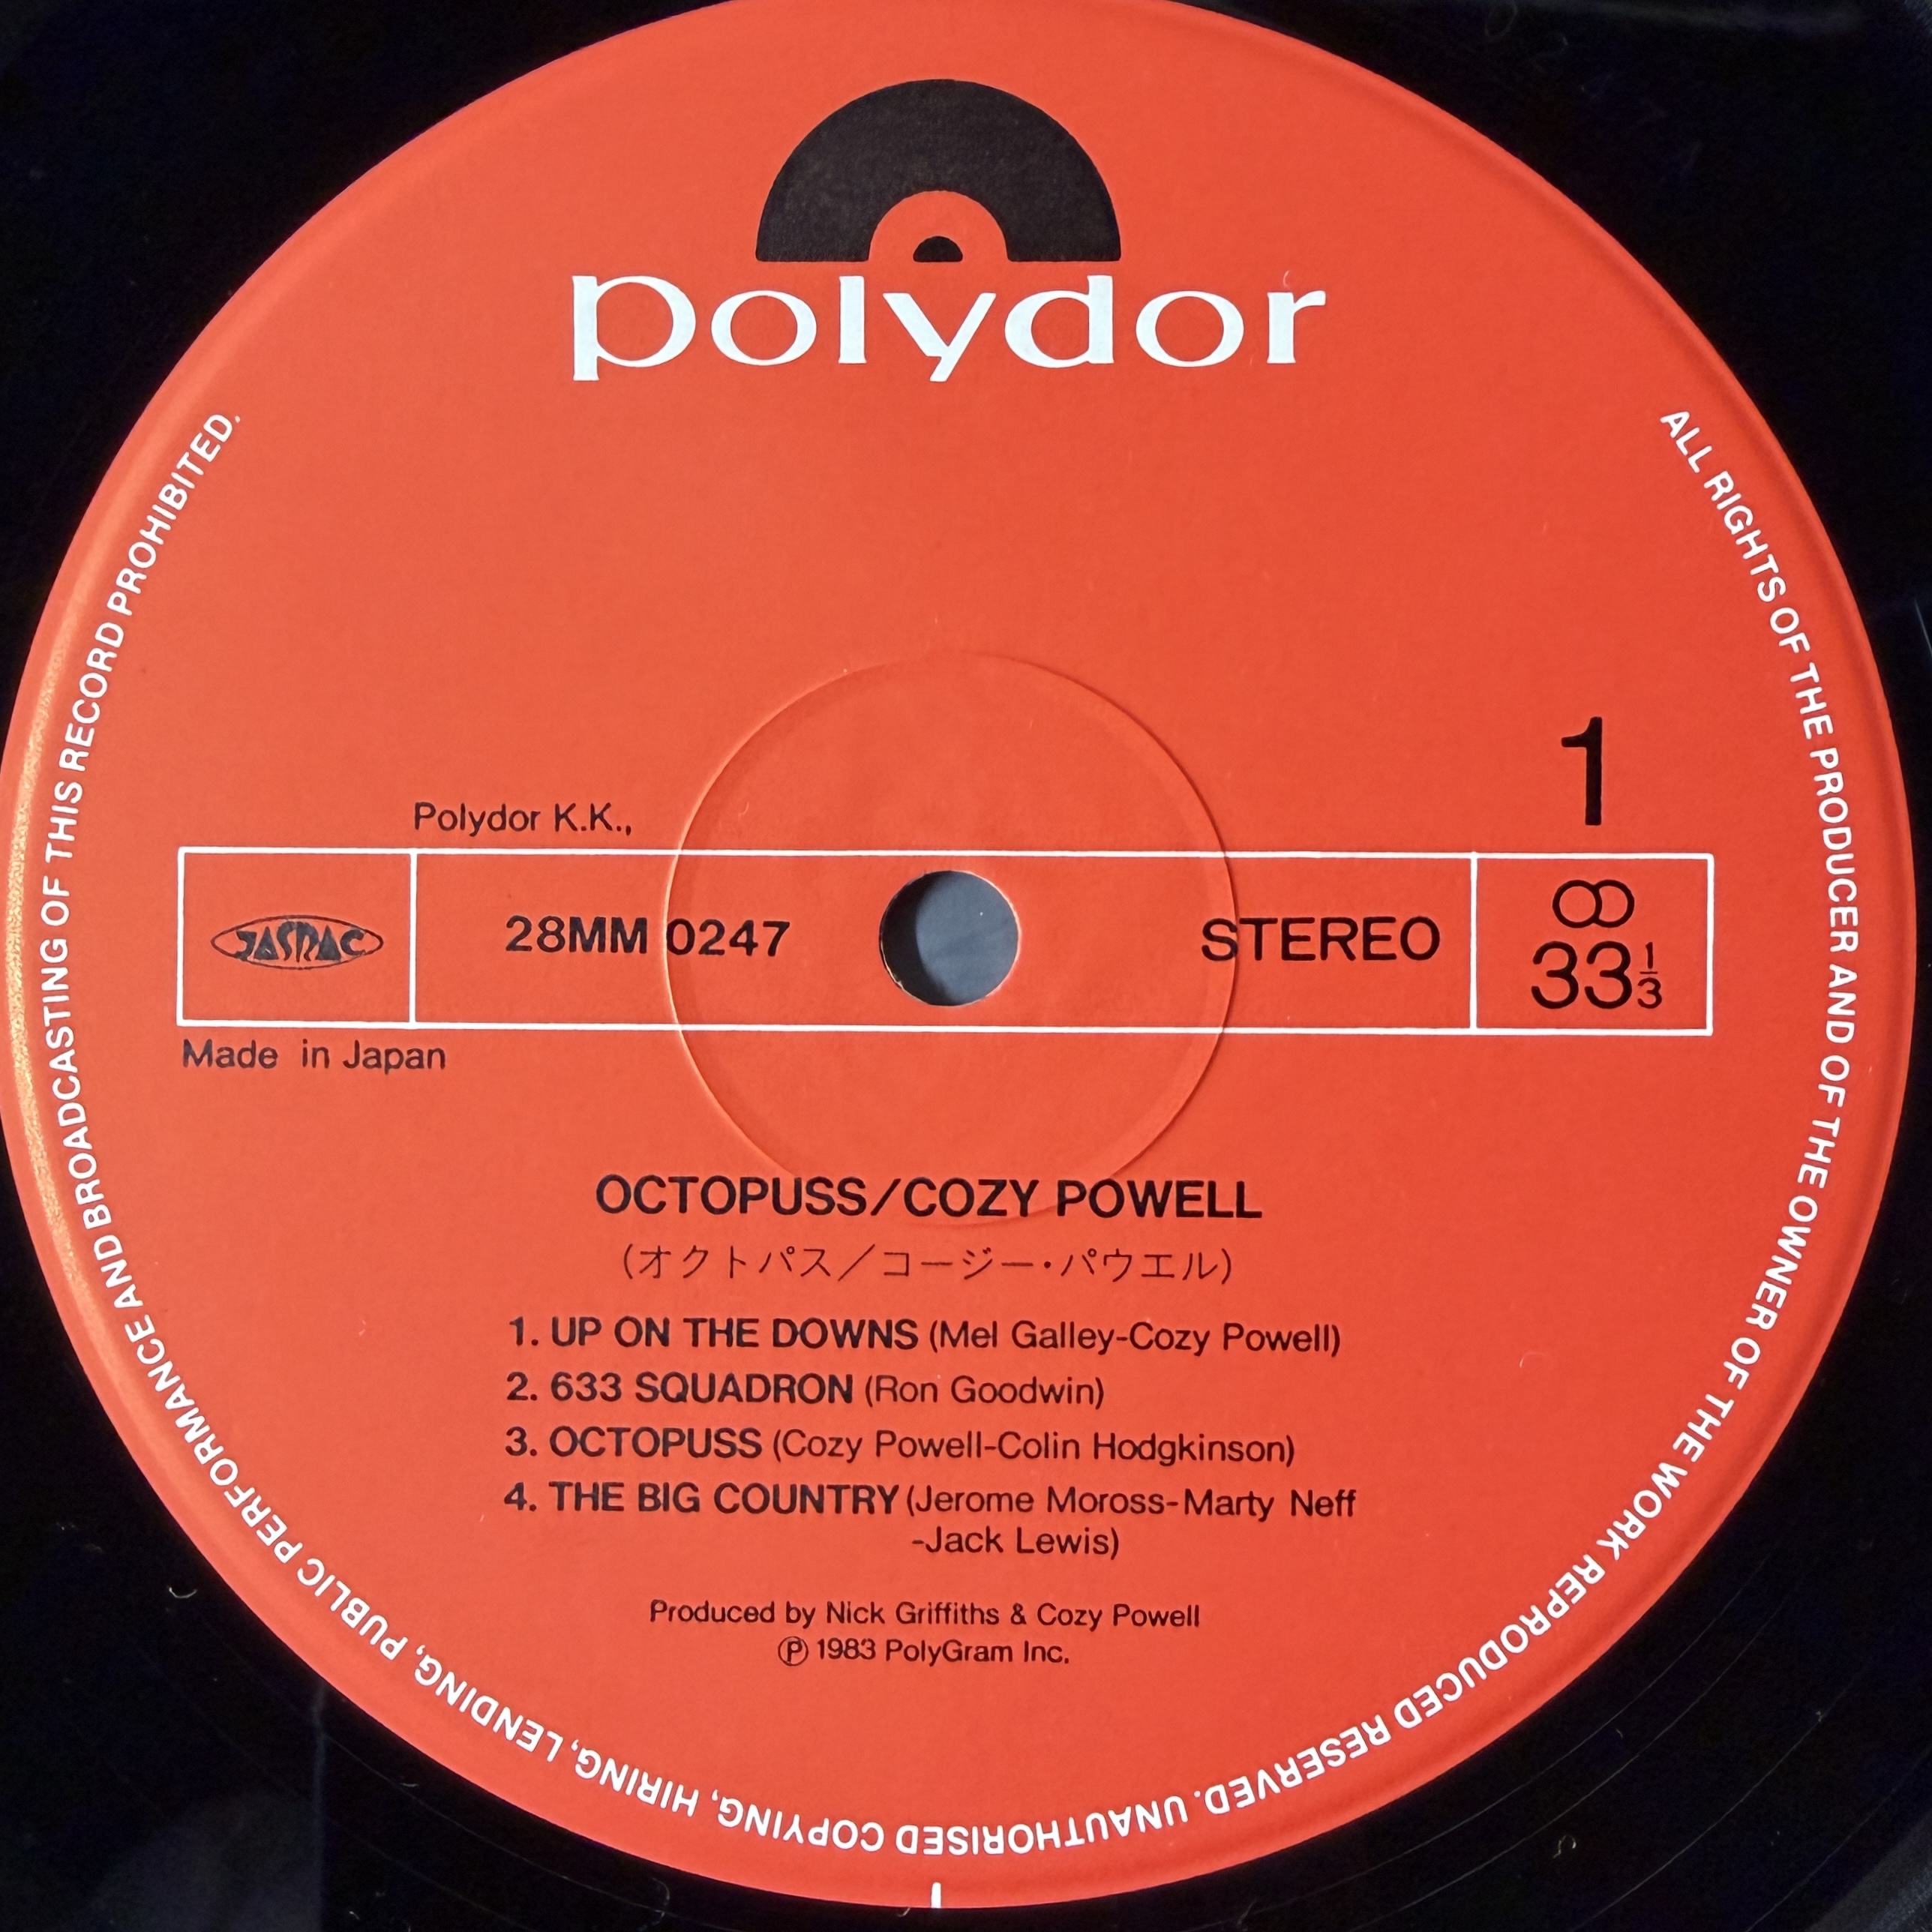 polydor
ALL RIGHTS OF THE PRODUCER AND OF THE OWNER OF THE WORK REPRODUCED RESERVED. UNAUTHORISED COPYING, HIRING, LENDING, PUBLIC PERFORMANCE AND BROADCASTING OF THIS RECORD PROHIBITED.
1
Polydor K.K.,
JASRAC 28MM 0247 STEREO 33 1/3
Made in Japan
OCTOPUSS/COZY POWELL
(オクトパス／コージー・パウエル)
1. UP ON THE DOWNS (Mel Galley-Cozy Powell)
2. 633 SQUADRON (Ron Goodwin)
3. OCTOPUSS (Cozy Powell-Colin Hodgkinson)
4. THE BIG COUNTRY (Jerome Moross-Marty Neff
-Jack Lewis)
Produced by Nick Griffiths & Cozy Powell
℗ 1983 PolyGram Inc.